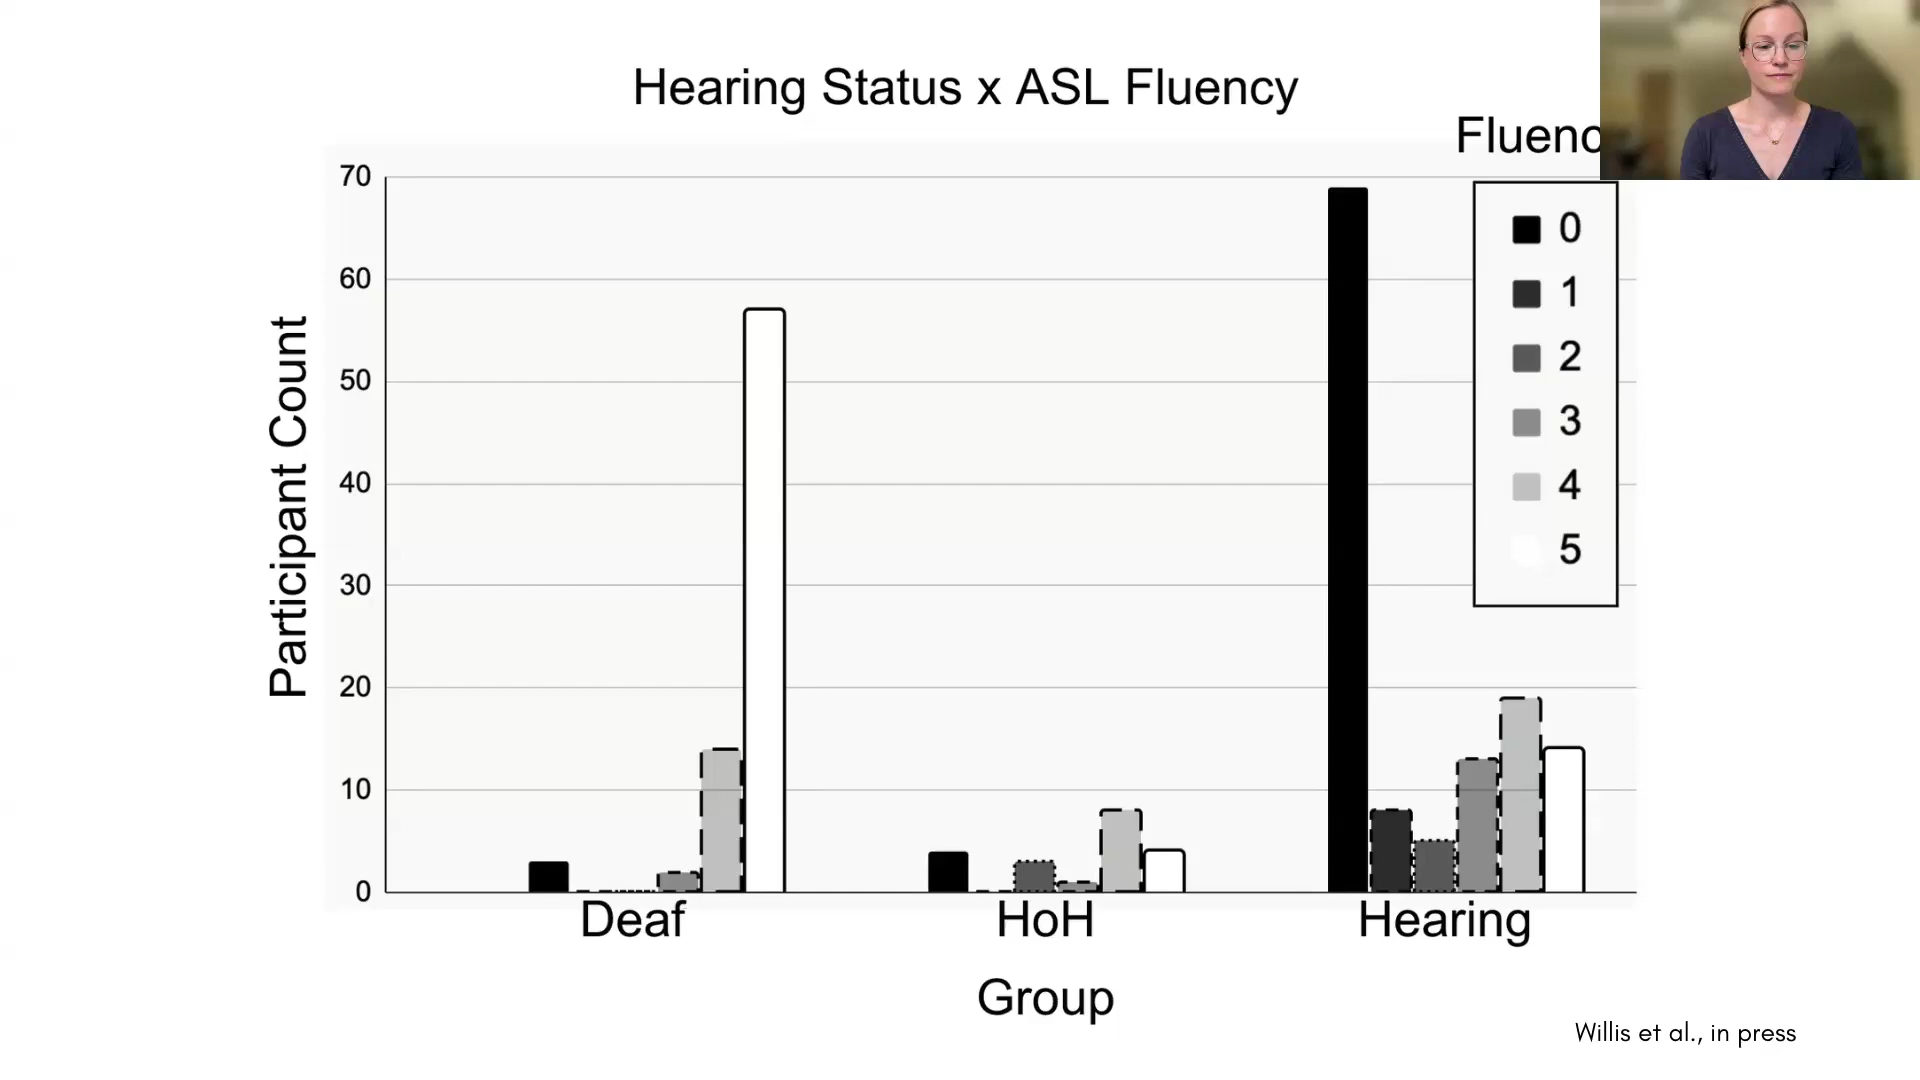 Hearing Status x ASL Fluency
Fluenc
0
1
2
3
4
5
Participant Count
70
60
50
40
30
20
10
0
Deaf
HoH
Hearing
Group
Willis et al., in press